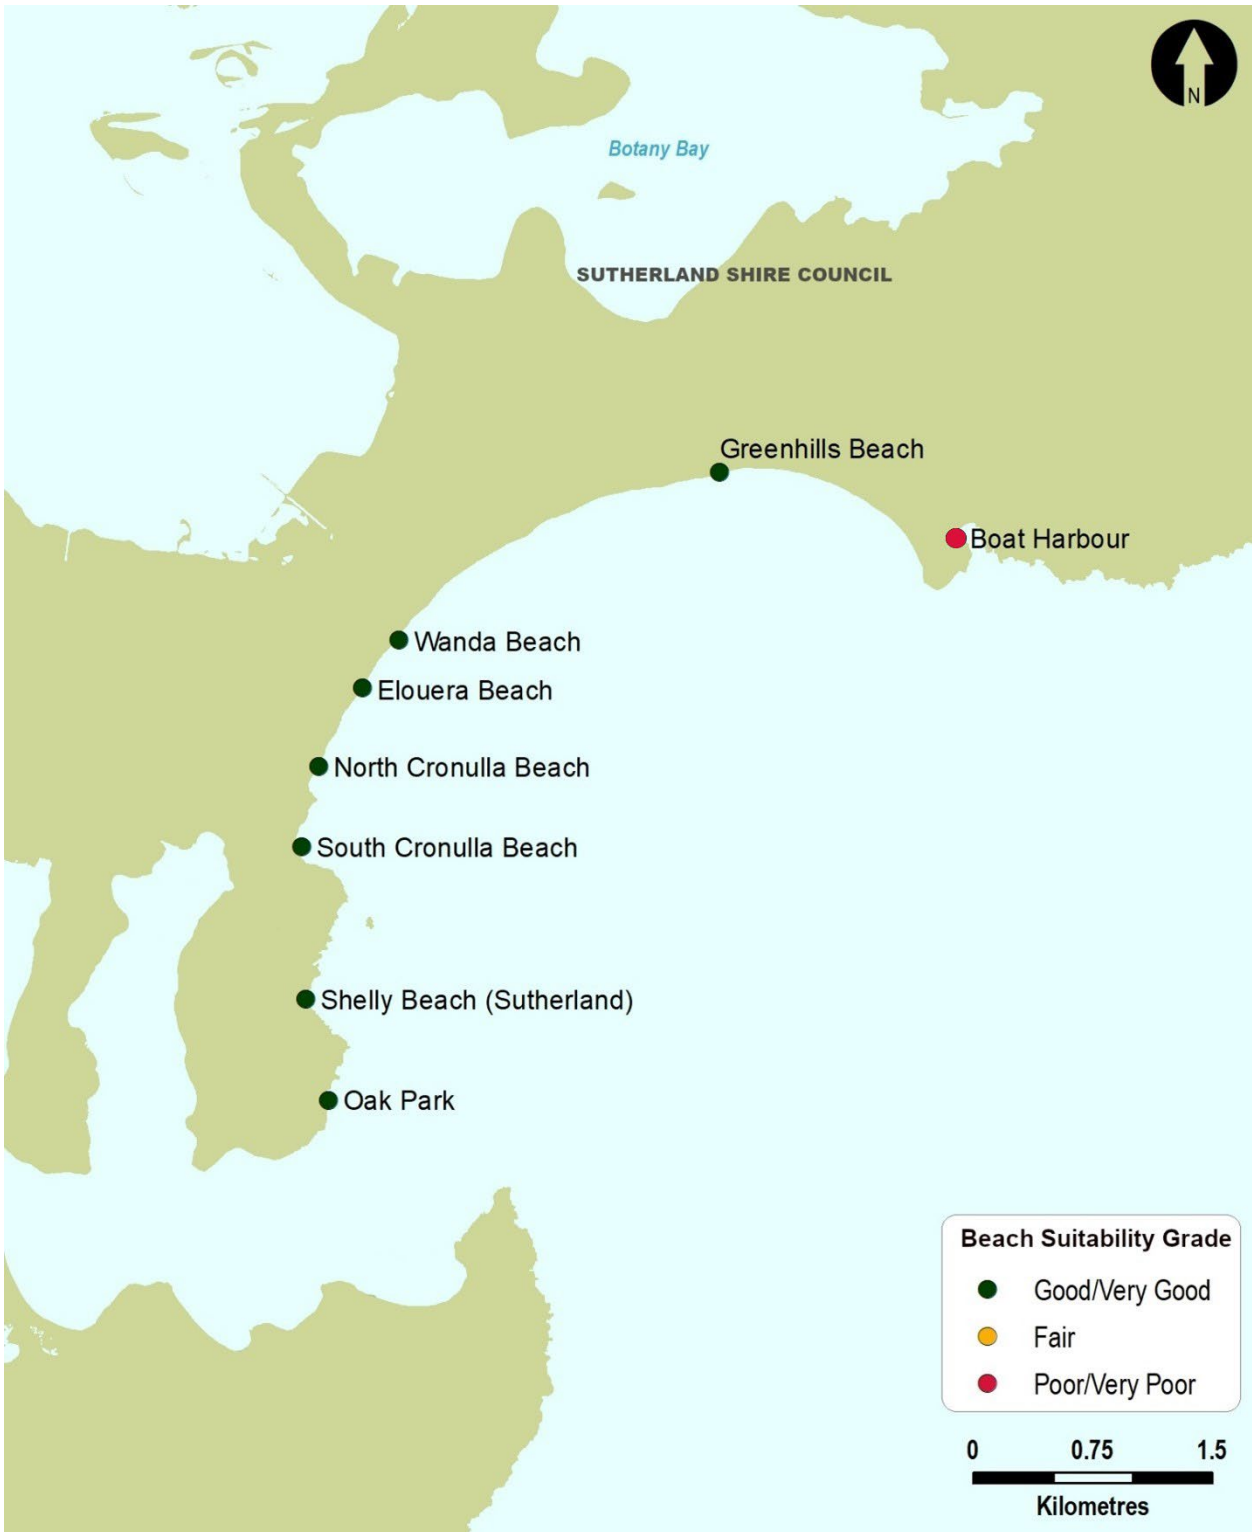 N
Botany Bay
SUTHERLAND SHIRE COUNCIL
Greenhills Beach
Boat Harbour
Wanda Beach
Elouera Beach
North Cronulla Beach
South Cronulla Beach
Shelly Beach (Sutherland)
Oak Park
Beach Suitability Grade
Good/Very Good
Fair
Poor/Very Poor
0 0.75 1.5
Kilometres